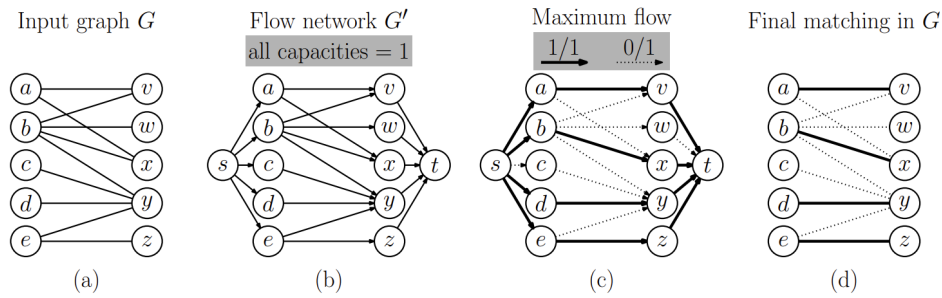 Input graph G
Flow network G′
all capacities = 1
Maximum flow
1/1 0/1
Final matching in G
a v
b w
c x
d y
e z
(a)
a v
b w
s c x t
d y
e z
(b)
a v
b w
s c x t
d y
e z
(c)
a v
b w
c x
d y
e z
(d)